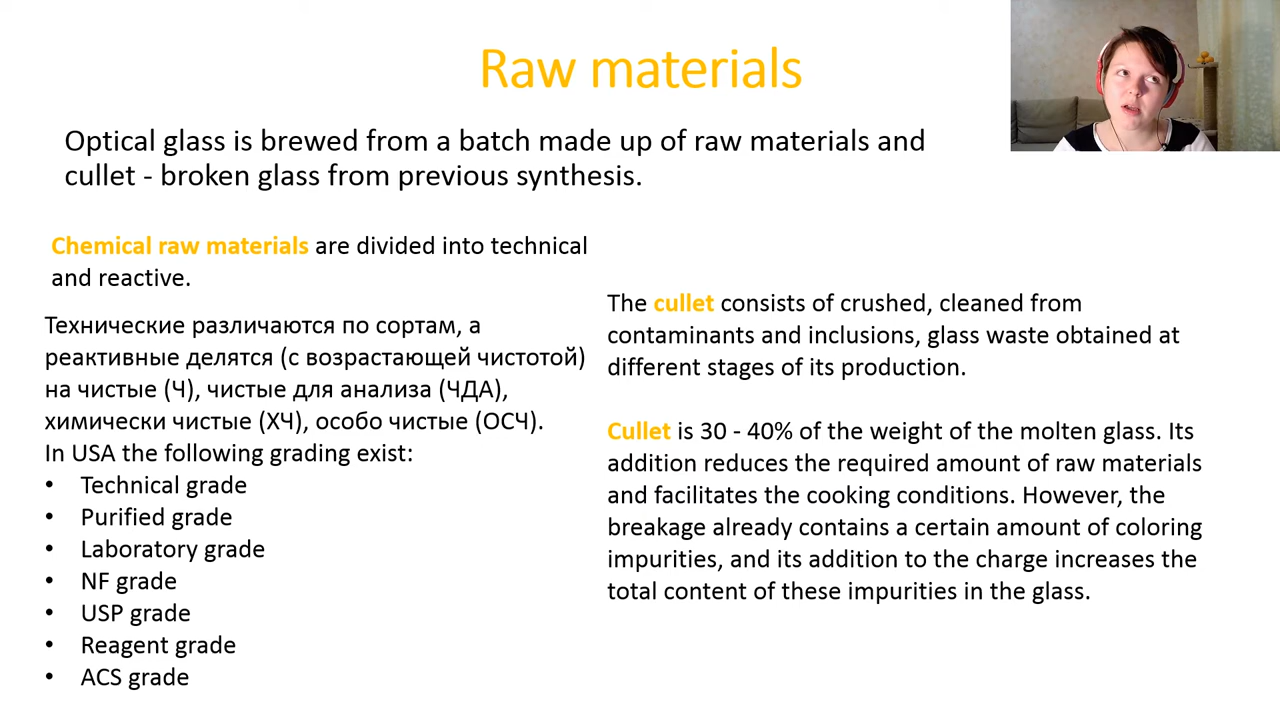 Raw materials
Optical glass is brewed from a batch made up of raw materials and
cullet - broken glass from previous synthesis.
Chemical raw materials are divided into technical
and reactive.
Технические различаются по сортам, а
реактивные делятся (с возрастающей чистотой)
на чистые (Ч), чистые для анализа (ЧДА),
химически чистые (ХЧ), особо чистые (ОСЧ).
In USA the following grading exist:
• Technical grade
• Purified grade
• Laboratory grade
• NF grade
• USP grade
• Reagent grade
• ACS grade
The cullet consists of crushed, cleaned from
contaminants and inclusions, glass waste obtained at
different stages of its production.
Cullet is 30 - 40% of the weight of the molten glass. Its
addition reduces the required amount of raw materials
and facilitates the cooking conditions. However, the
breakage already contains a certain amount of coloring
impurities, and its addition to the charge increases the
total content of these impurities in the glass.